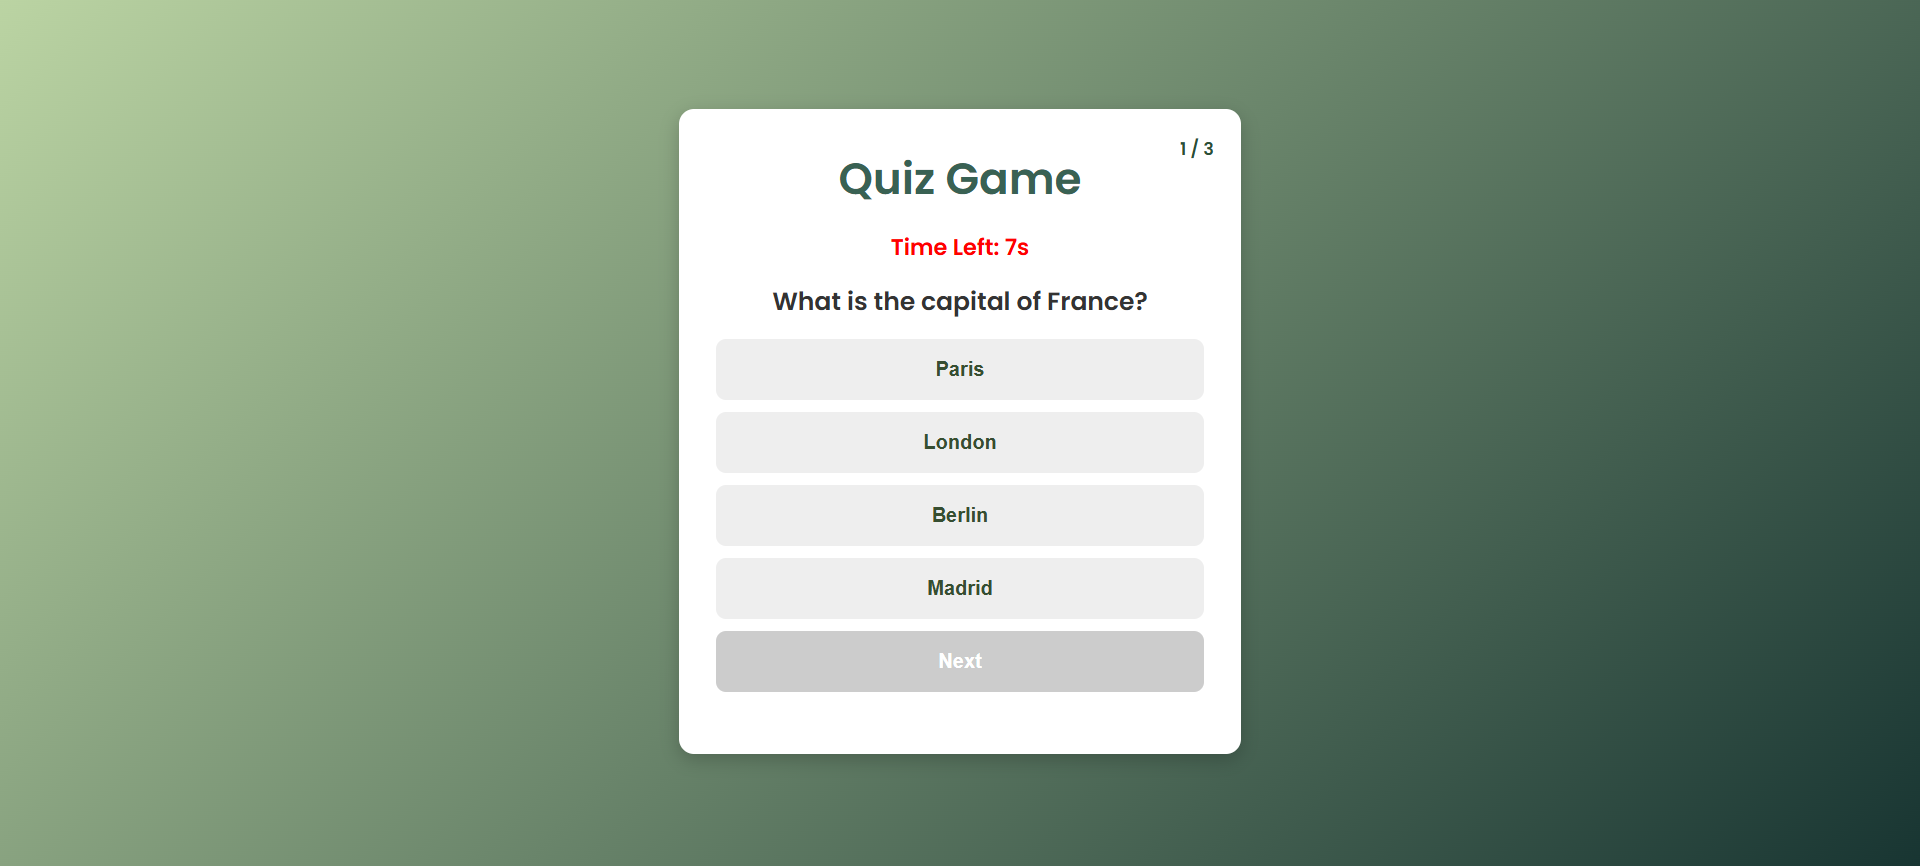 1 / 3
Quiz Game
Time Left: 7s
What is the capital of France?
Paris
London
Berlin
Madrid
Next